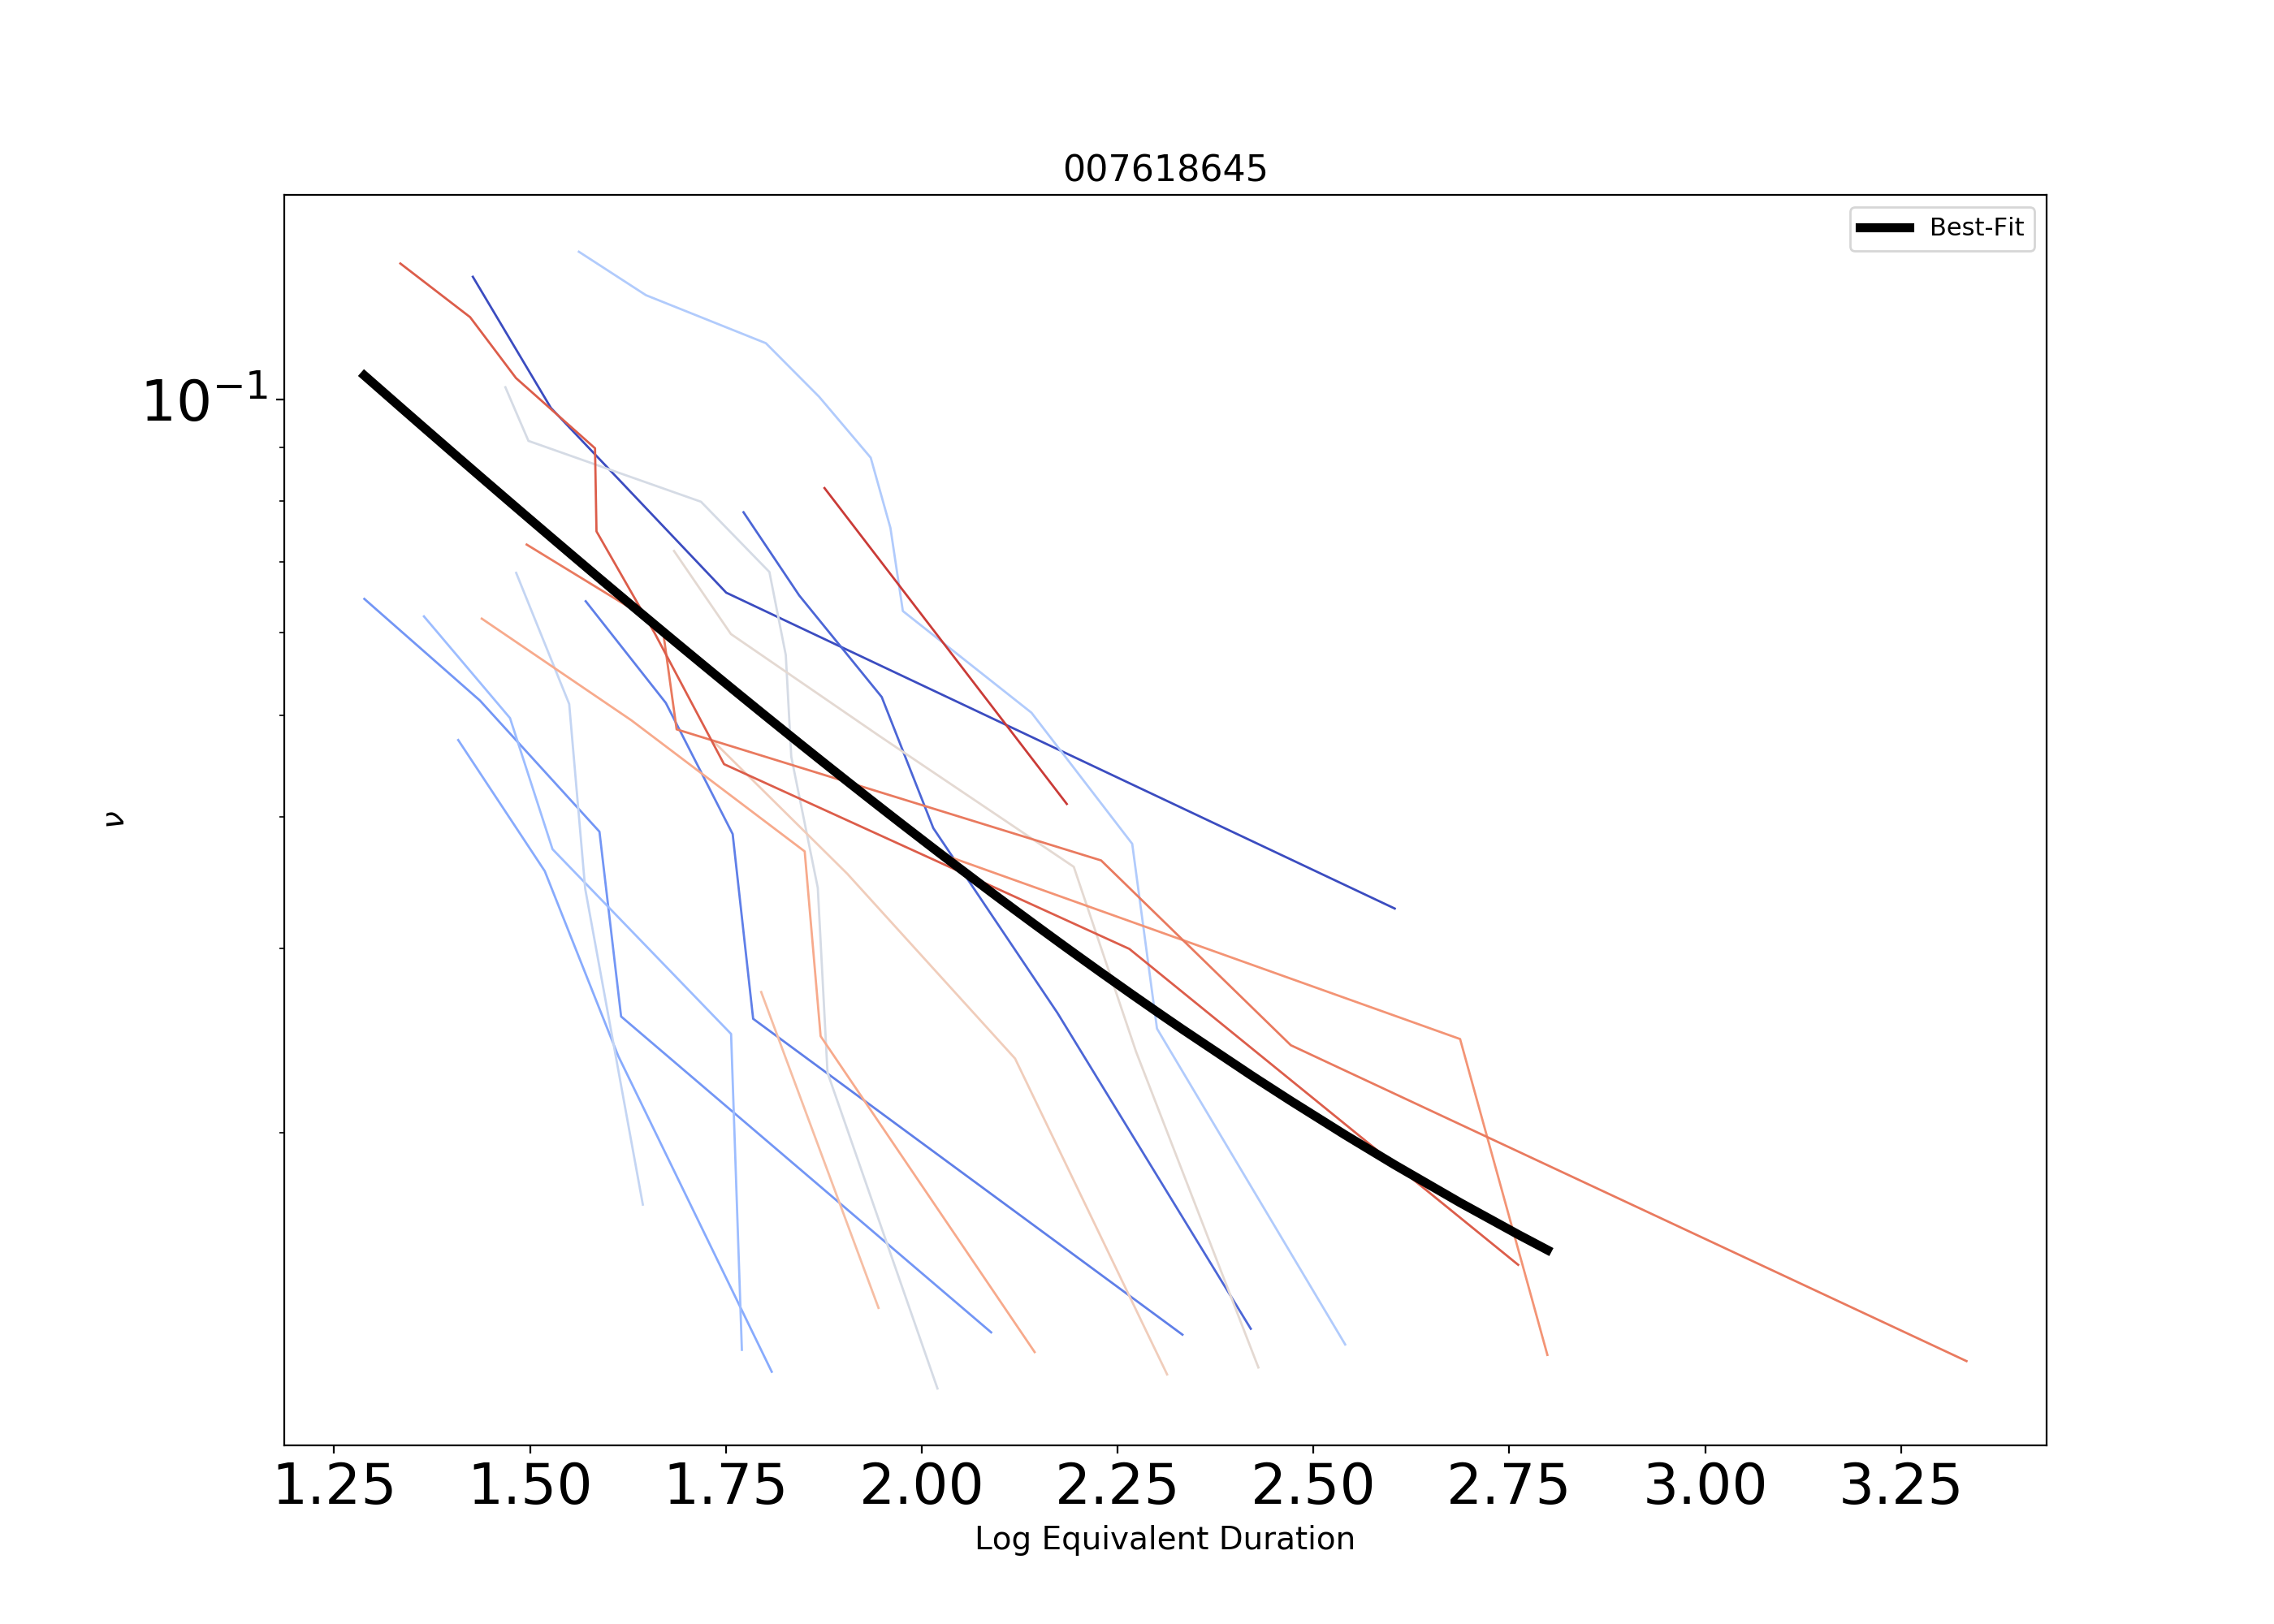 007618645
Best-Fit
10⁻¹
ν
1.25 1.50 1.75 2.00 2.25 2.50 2.75 3.00 3.25
Log Equivalent Duration